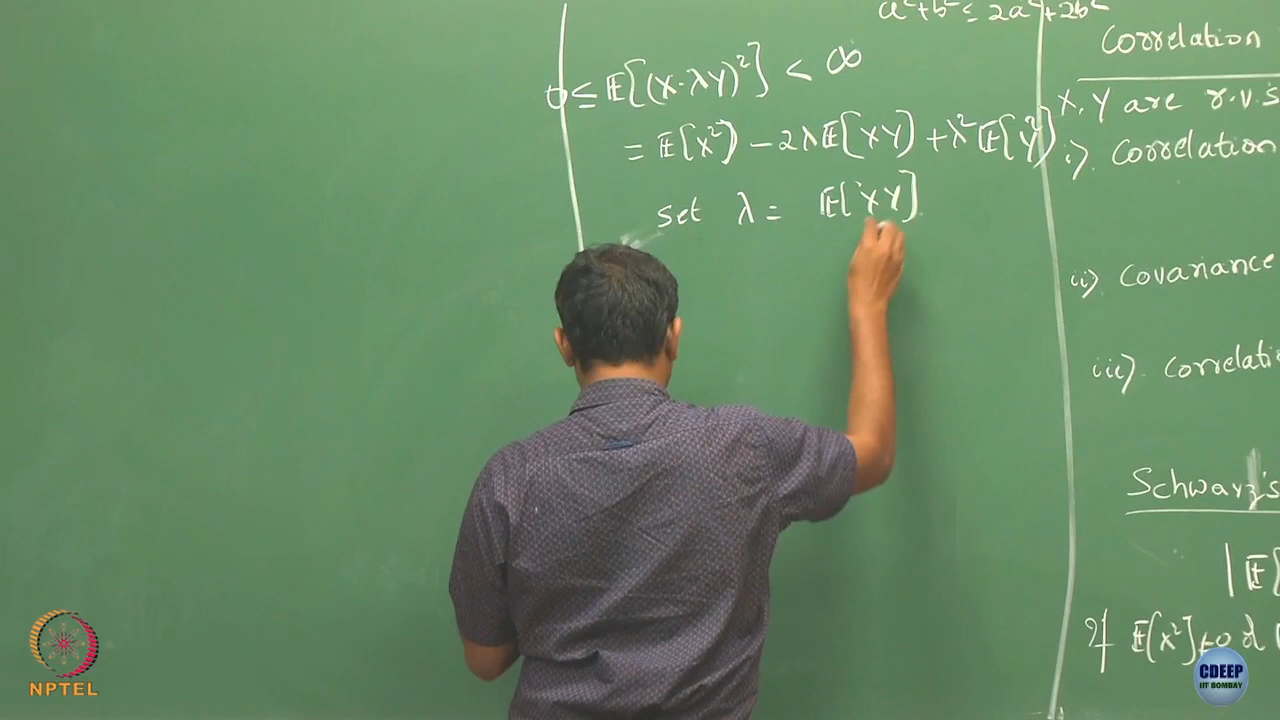 a²+b² ≤ 2a²+2b²
0 ≤ E[(X-λY)²] < ∞
= E[X²] - 2λE[XY] + λ²E[Y²]
set λ = E[XY]
Correlation
X, Y are r.v.s
i). Correlation
ii). Covariance
iii). Correlati
Schwarz's
|E[
If E[X²] ≠ 0
NPTEL
CDEEP
IIT BOMBAY